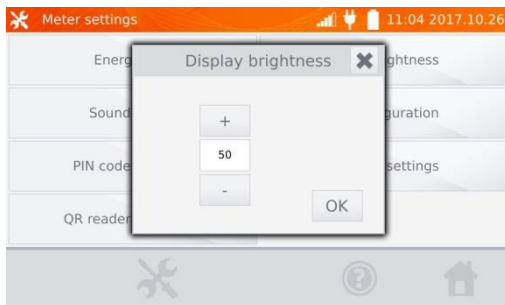 Meter settings 11:04 2017.10.26
Display brightness
Energ
ghtness
Sound
+
guration
50
PIN code
settings
-
OK
QR reader